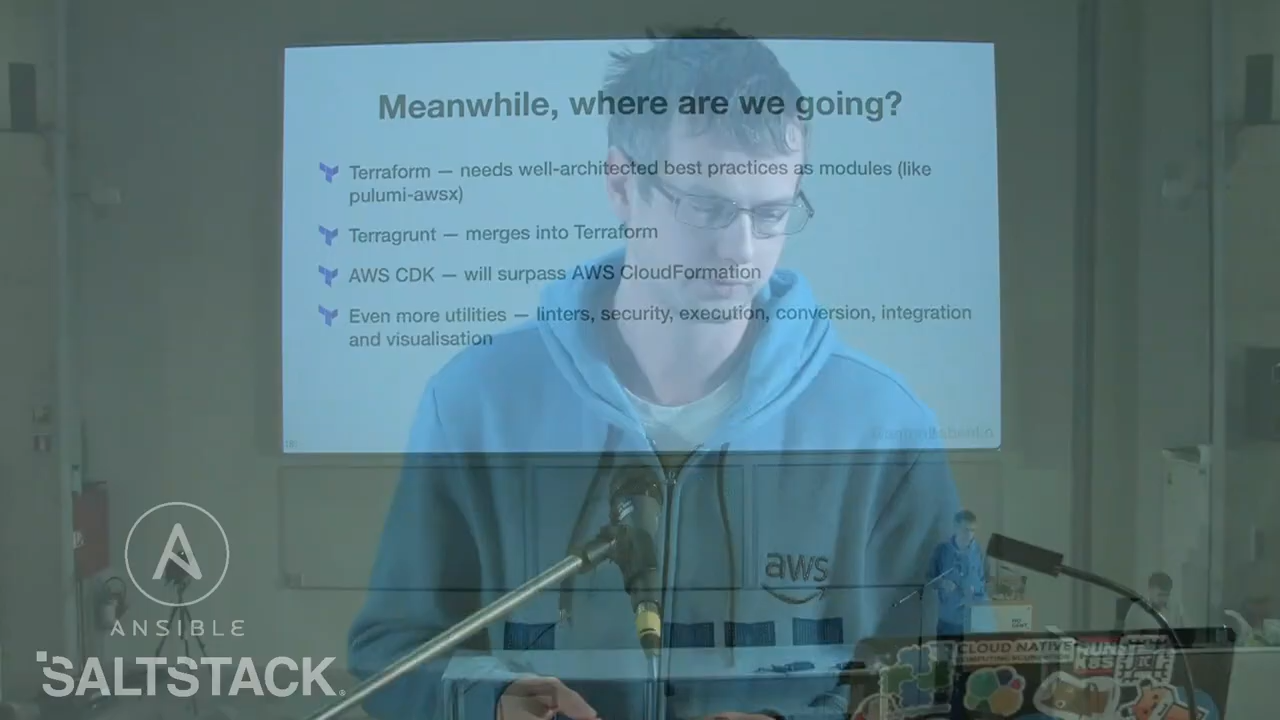 Meanwhile, where are we going?
Terraform — needs well-architected best practices as modules (like
pulumi-awsx)
Terragrunt — merges into Terraform
AWS CDK — will surpass AWS CloudFormation
Even more utilities — linters, security, execution, conversion, integration
and visualisation
aws
ANSIBLE
SALTSTACK
CLOUD NATIVE